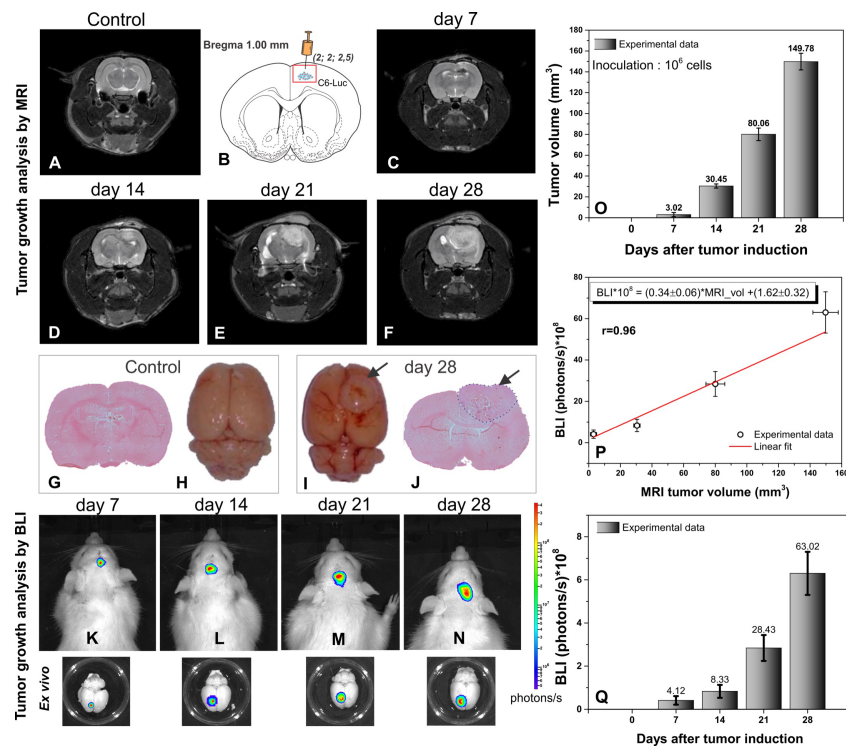 Control
day 7
Bregma 1.00 mm
(2; 2; 2,5)
C6-Luc
A
B
C
Tumor growth analysis by MRI
day 14
day 21
day 28
D
E
F
Control
day 28
G
H
I
J
Tumor growth analysis by BLI
day 7
day 14
day 21
day 28
K
L
M
N
Ex vivo
photons/s
Tumor volume (mm³)
180
160
140
120
100
80
60
40
20
0
Experimental data
Inoculation : 10⁶ cells
3.02
30.45
80.06
149.78
O
0 7 14 21 28
Days after tumor induction
BLI (photons/s)*10⁸
80
60
40
20
0
BLI*10⁸ = (0.34±0.06)*MRI_vol +(1.62±0.32)
r=0.96
Experimental data
Linear fit
P
0 20 40 60 80 100 120 140 160
MRI tumor volume (mm³)
BLI (photons/s)*10⁸
8
6
4
2
0
Experimental data
4.12
8.33
28.43
63.02
Q
0 7 14 21 28
Days after tumor induction